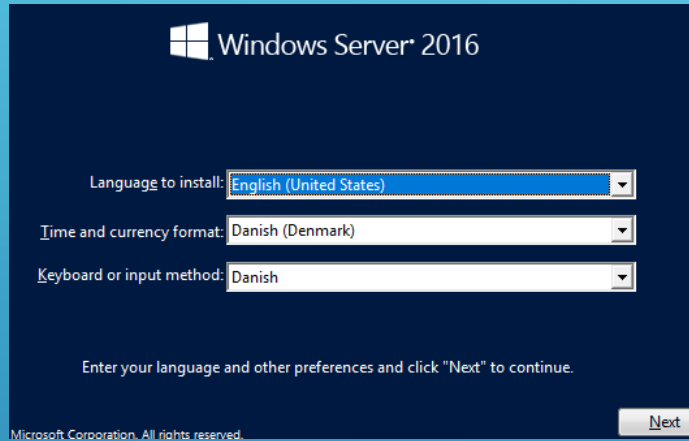 Windows Server 2016
Language to install: English (United States)
Time and currency format: Danish (Denmark)
Keyboard or input method: Danish
Enter your language and other preferences and click "Next" to continue.
Next
Microsoft Corporation. All rights reserved.